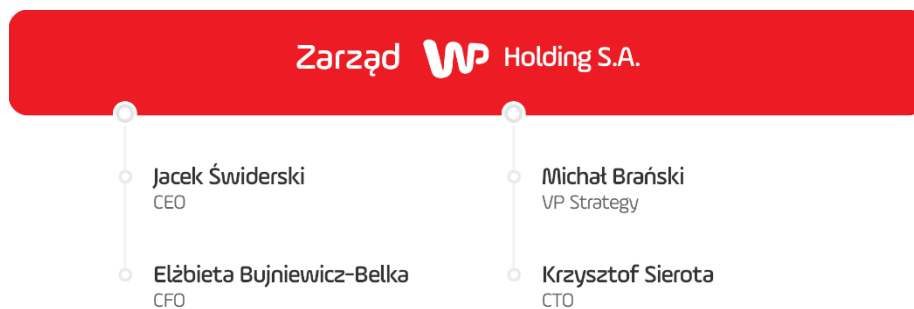 Zarząd WP Holding S.A.
Jacek Świderski
CEO
Elżbieta Bujniewicz-Belka
CFO
Michał Brański
VP Strategy
Krzysztof Sierota
CTO